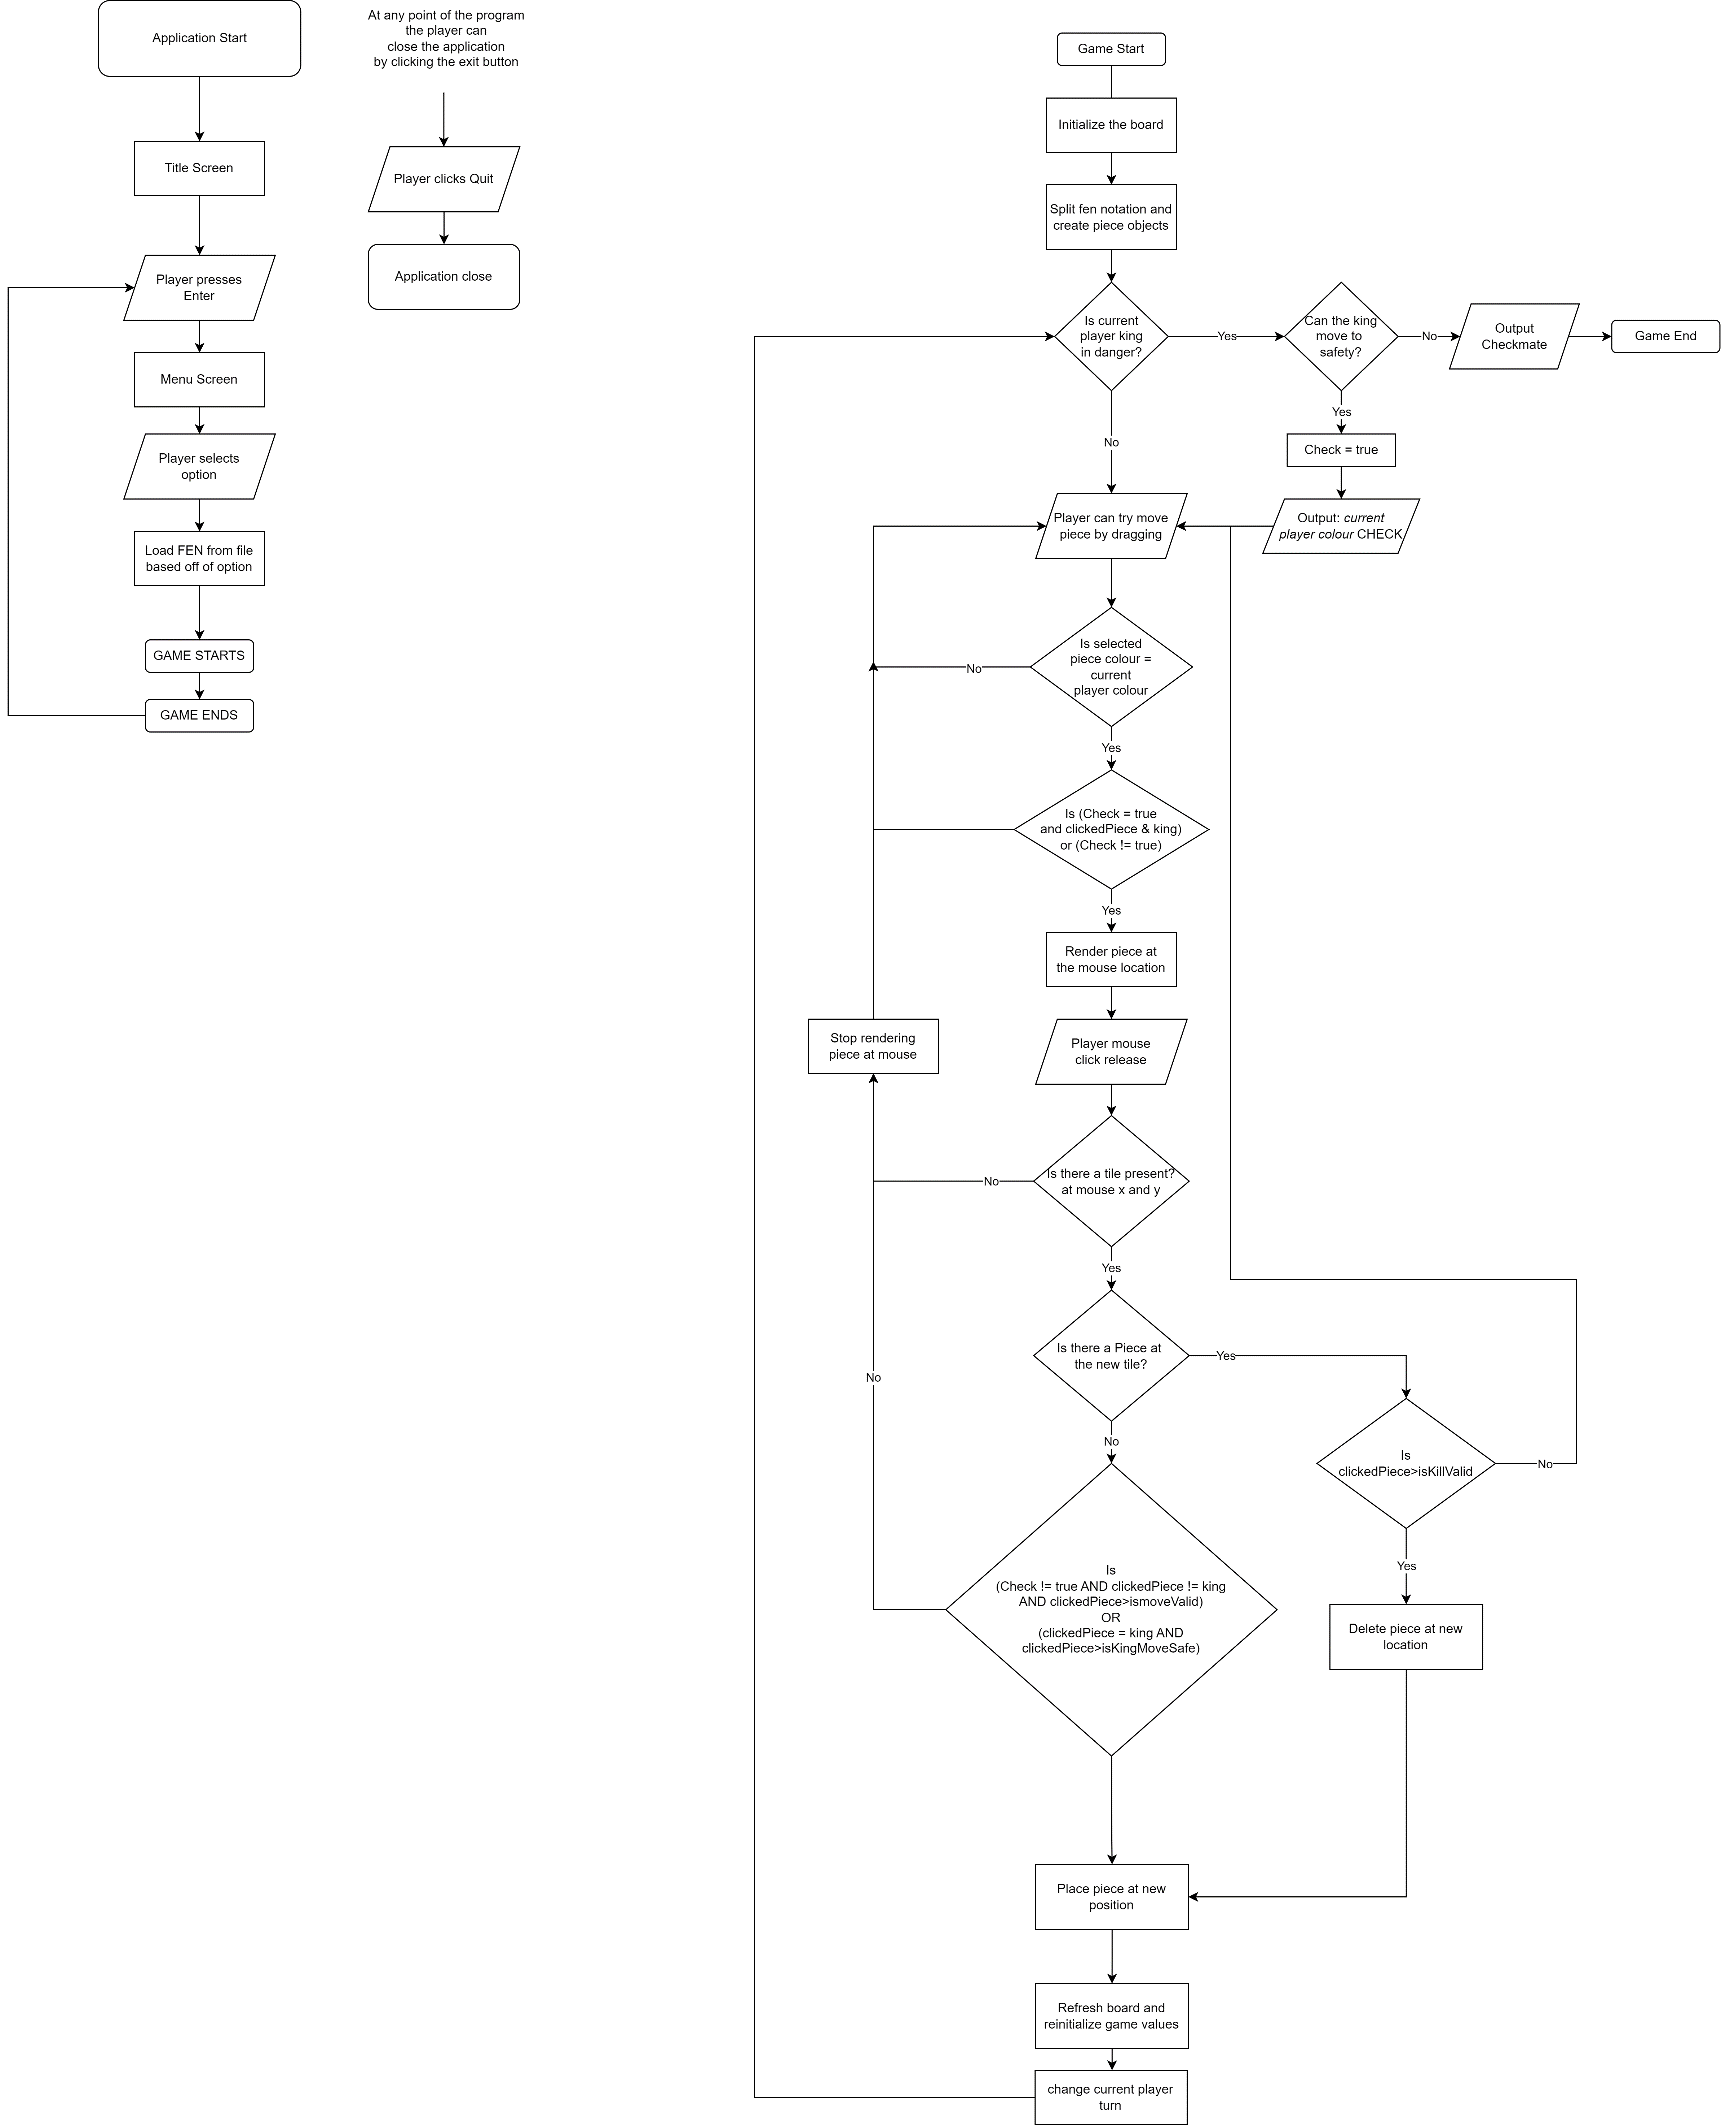 Application Start
Title Screen
Player presses
Enter
Menu Screen
Player selects
option
Load FEN from file
based off of option
GAME STARTS
GAME ENDS
At any point of the program
the player can
close the application
by clicking the exit button
Player clicks Quit
Application close
Game Start
Initialize the board
Split fen notation and
create piece objects
Is current
player king
in danger?
Yes
Can the king
move to
safety?
No
Output
Checkmate
Game End
Yes
Check = true
Output: current
player colour CHECK
No
Player can try move
piece by dragging
Is selected
piece colour =
current
player colour
No
Yes
Is (Check = true
and clickedPiece & king)
or (Check != true)
Yes
Render piece at
the mouse location
Stop rendering
piece at mouse
Player mouse
click release
Is there a tile present?
at mouse x and y
No
Yes
Is there a Piece at
the new tile?
Yes
No
No
Is
clickedPiece>isKillValid
No
Yes
Is
(Check != true AND clickedPiece != king
AND clickedPiece>ismoveValid)
OR
(clickedPiece = king AND
clickedPiece>isKingMoveSafe)
Delete piece at new
location
Place piece at new
position
Refresh board and
reinitialize game values
change current player
turn